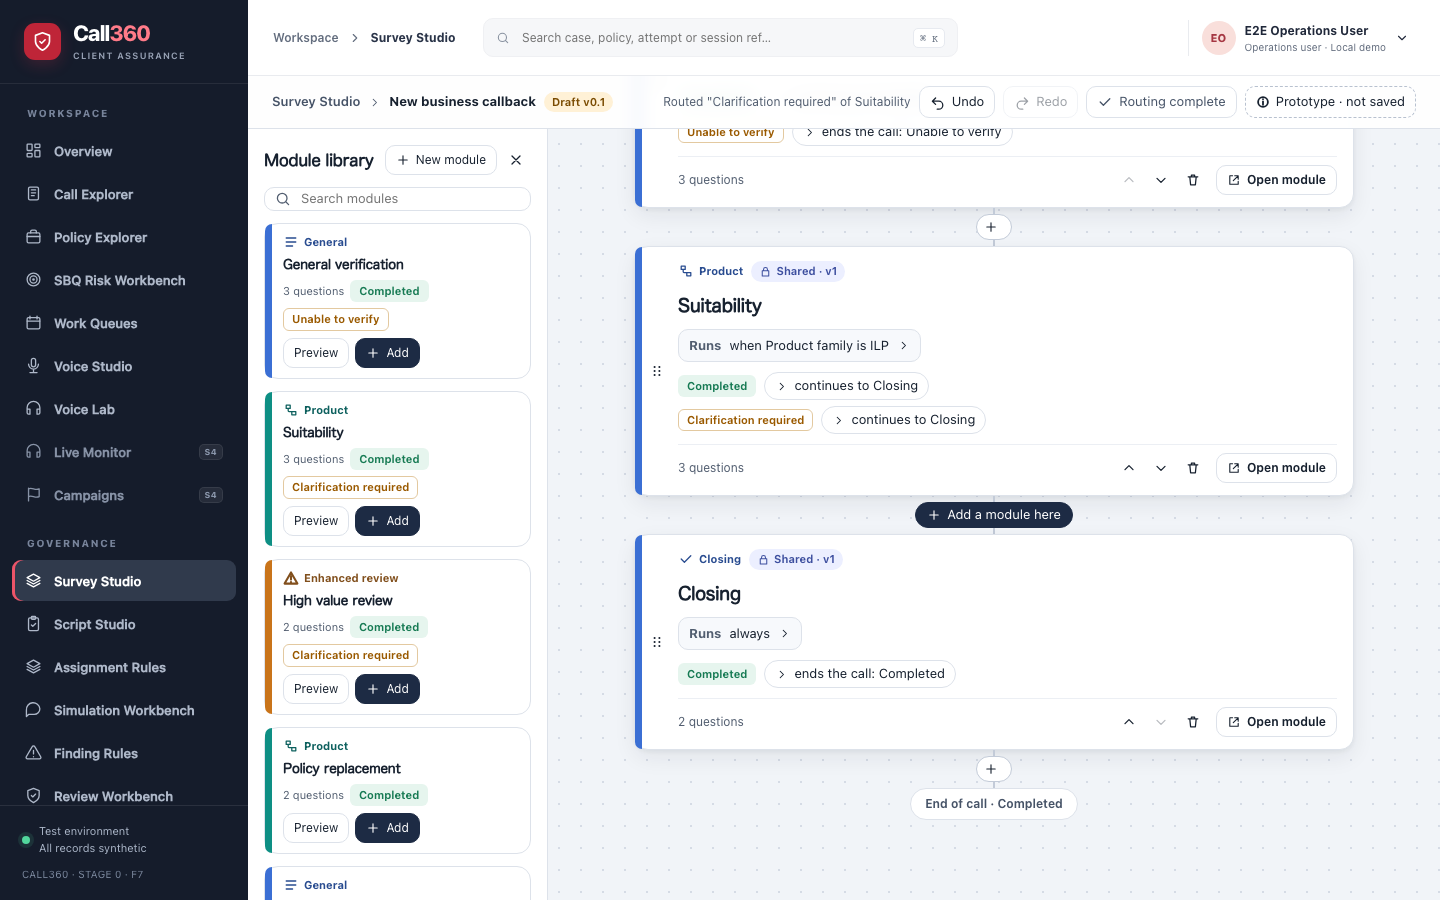 Call360
CLIENT ASSURANCE
WORKSPACE
Overview
Call Explorer
Policy Explorer
SBQ Risk Workbench
Work Queues
Voice Studio
Voice Lab
Live Monitor S4
Campaigns S4
GOVERNANCE
Survey Studio
Script Studio
Assignment Rules
Simulation Workbench
Finding Rules
Review Workbench
Test environment
All records synthetic
CALL360 · STAGE 0 · F7
Workspace > Survey Studio
Search case, policy, attempt or session ref...
⌘ K
EO
E2E Operations User
Operations user · Local demo
Survey Studio > New business callback Draft v0.1
Routed "Clarification required" of Suitability
Undo
Redo
Routing complete
Prototype · not saved
Module library
+ New module
Search modules
General
General verification
3 questions Completed
Unable to verify
Preview + Add
Product
Suitability
3 questions Completed
Clarification required
Preview + Add
Enhanced review
High value review
2 questions Completed
Clarification required
Preview + Add
Product
Policy replacement
2 questions Completed
Preview + Add
General
Unable to verify > ends the call: Unable to verify
3 questions
Open module
+
Product Shared · v1
Suitability
Runs when Product family is ILP >
Completed > continues to Closing
Clarification required > continues to Closing
3 questions
Open module
+ Add a module here
Closing Shared · v1
Closing
Runs always >
Completed > ends the call: Completed
2 questions
Open module
+
End of call · Completed